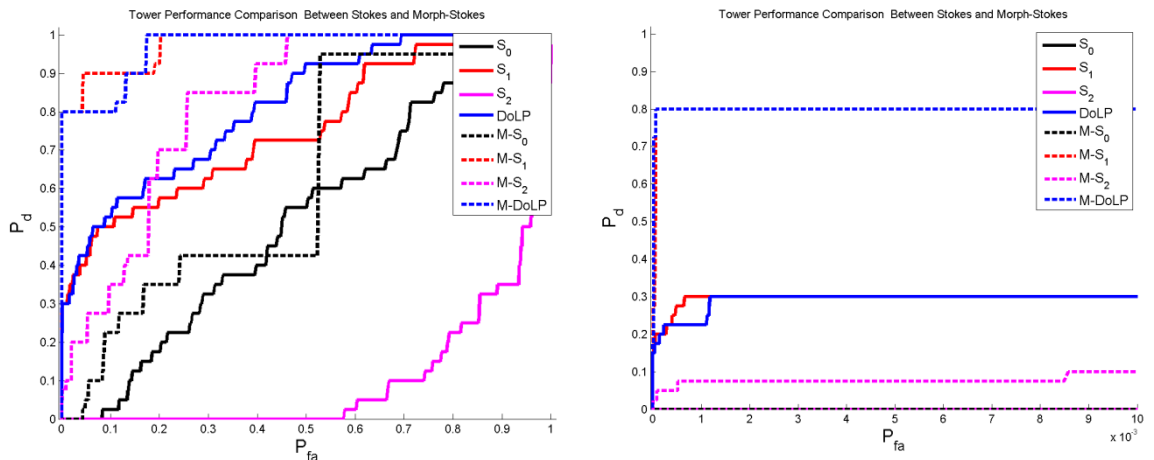 Tower Performance Comparison Between Stokes and Morph-Stokes
1
0.9
0.8
0.7
0.6
0.5
0.4
0.3
0.2
0.1
0
P_d
0 0.1 0.2 0.3 0.4 0.5 0.6 0.7 0.8 0.9 1
P_fa
S_0
S_1
S_2
DoLP
M-S_0
M-S_1
M-S_2
M-DoLP
Tower Performance Comparison Between Stokes and Morph-Stokes
1
0.9
0.8
0.7
0.6
0.5
0.4
0.3
0.2
0.1
0
P_d
0 1 2 3 4 5 6 7 8 9 10
x 10^-3
P_fa
S_0
S_1
S_2
DoLP
M-S_0
M-S_1
M-S_2
M-DoLP